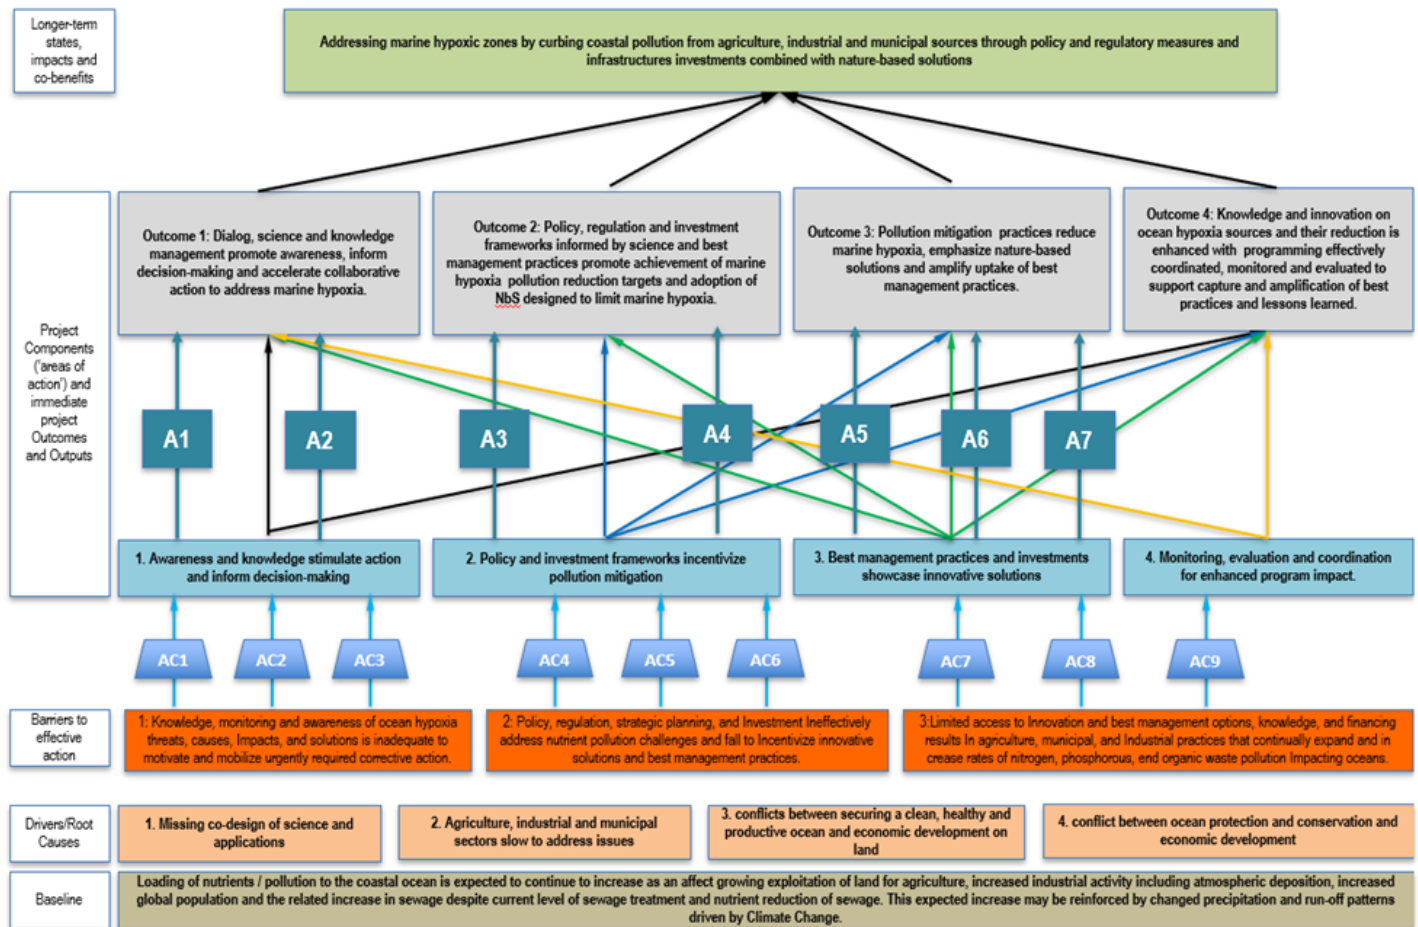 Longer-term
states,
impacts and
co-benefits
Addressing marine hypoxic zones by curbing coastal pollution from agriculture, industrial and municipal sources through policy and regulatory measures and
infrastructures investments combined with nature-based solutions
Project
Components
('areas of
action') and
immediate
project
Outcomes
and Outputs
Outcome 1: Dialog, science and knowledge
management promote awareness, inform
decision-making and accelerate collaborative
action to address marine hypoxia.
Outcome 2: Policy, regulation and investment
frameworks informed by science and best
management practices promote achievement of marine
hypoxia pollution reduction targets and adoption of
NbS designed to limit marine hypoxia.
Outcome 3: Pollution mitigation practices reduce
marine hypoxia, emphasize nature-based
solutions and amplify uptake of best
management practices.
Outcome 4: Knowledge and innovation on
ocean hypoxia sources and their reduction is
enhanced with programming effectively
coordinated, monitored and evaluated to
support capture and amplification of best
practices and lessons learned.
A1
A2
A3
A4
A5
A6
A7
1. Awareness and knowledge stimulate action
and inform decision-making
2. Policy and investment frameworks incentivize
pollution mitigation
3. Best management practices and investments
showcase innovative solutions
4. Monitoring, evaluation and coordination
for enhanced program impact.
AC1
AC2
AC3
AC4
AC5
AC6
AC7
AC8
AC9
Barriers to
effective
action
1: Knowledge, monitoring and awareness of ocean hypoxia
threats, causes, Impacts, and solutions is inadequate to
motivate and mobilize urgently required corrective action.
2: Policy, regulation, strategic planning, and Investment Ineffectively
address nutrient pollution challenges and fall to Incentivize innovative
solutions and best management practices.
3:Limited access to Innovation and best management options, knowledge, and financing
results In agriculture, municipal, and Industrial practices that continually expand and in
crease rates of nitrogen, phosphorous, end organic waste pollution Impacting oceans.
Drivers/Root
Causes
1. Missing co-design of science and
applications
2. Agriculture, industrial and municipal
sectors slow to address issues
3. conflicts between securing a clean, healthy and
productive ocean and economic development on
land
4. conflict between ocean protection and conservation and
economic development
Baseline
Loading of nutrients / pollution to the coastal ocean is expected to continue to increase as an affect growing exploitation of land for agriculture, increased industrial activity including atmospheric deposition, increased
global population and the related increase in sewage despite current level of sewage treatment and nutrient reduction of sewage. This expected increase may be reinforced by changed precipitation and run-off patterns
driven by Climate Change.